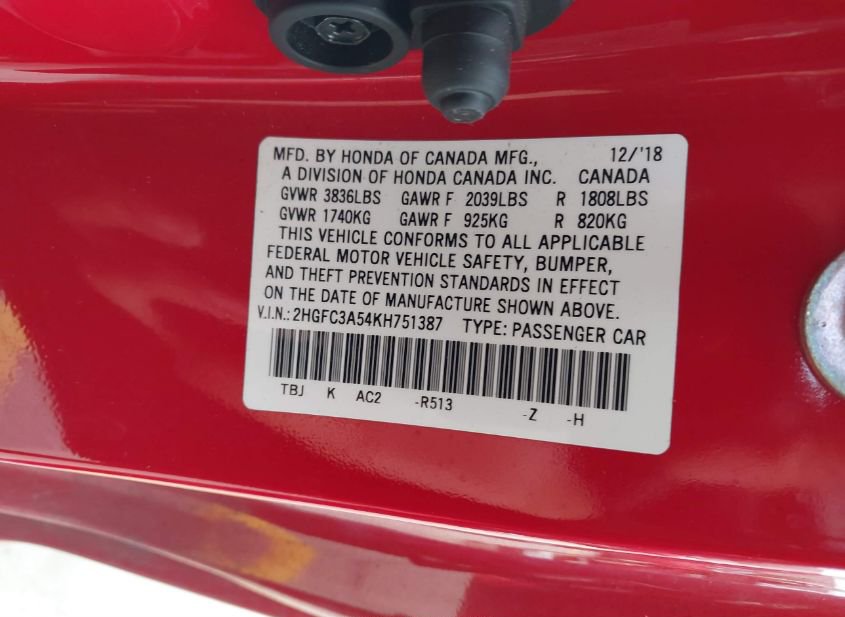 MFD. BY HONDA OF CANADA MFG., 12/'18
A DIVISION OF HONDA CANADA INC. CANADA
GVWR 3836LBS GAWR F 2039LBS R 1808LBS
GVWR 1740KG GAWR F 925KG R 820KG
THIS VEHICLE CONFORMS TO ALL APPLICABLE
FEDERAL MOTOR VEHICLE SAFETY, BUMPER,
AND THEFT PREVENTION STANDARDS IN EFFECT
ON THE DATE OF MANUFACTURE SHOWN ABOVE.
V.I.N.: 2HGFC3A54KH751387 TYPE: PASSENGER CAR
TBJ K AC2 -R513 -Z -H